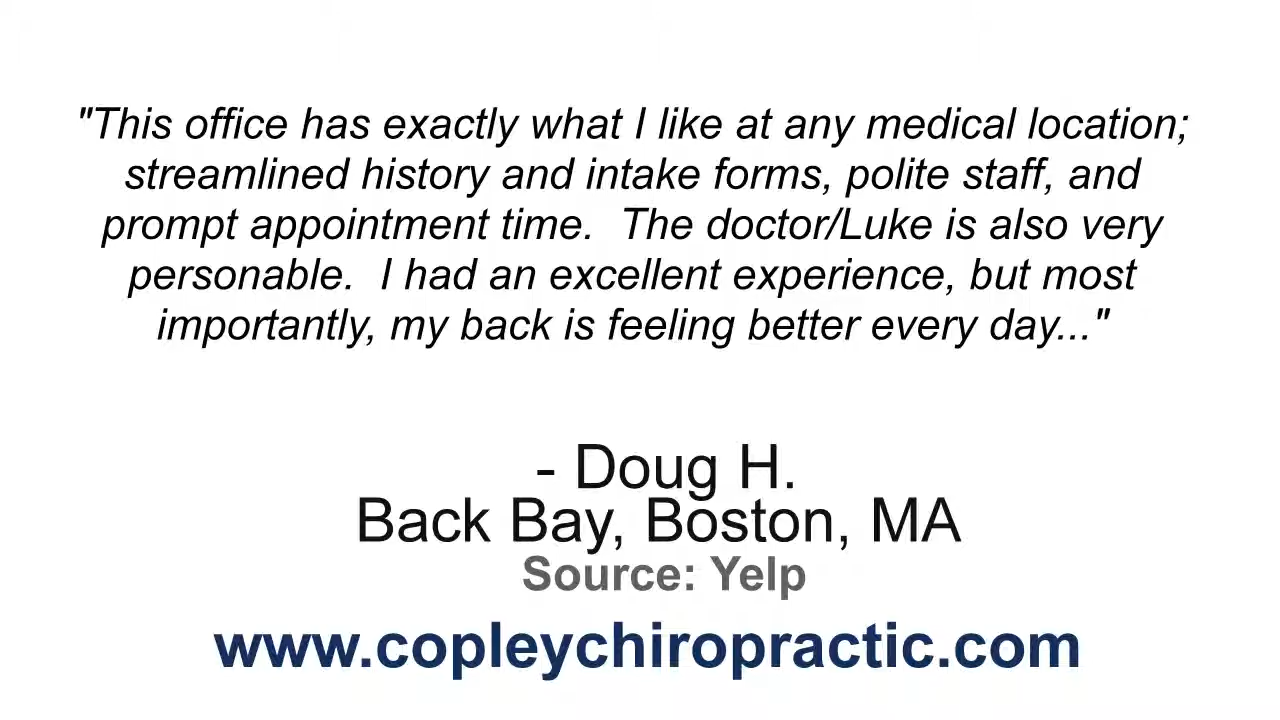 "This office has exactly what I like at any medical location;
streamlined history and intake forms, polite staff, and
prompt appointment time.  The doctor/Luke is also very
personable.  I had an excellent experience, but most
importantly, my back is feeling better every day..."
- Doug H.
Back Bay, Boston, MA
Source: Yelp
www.copleychiropractic.com